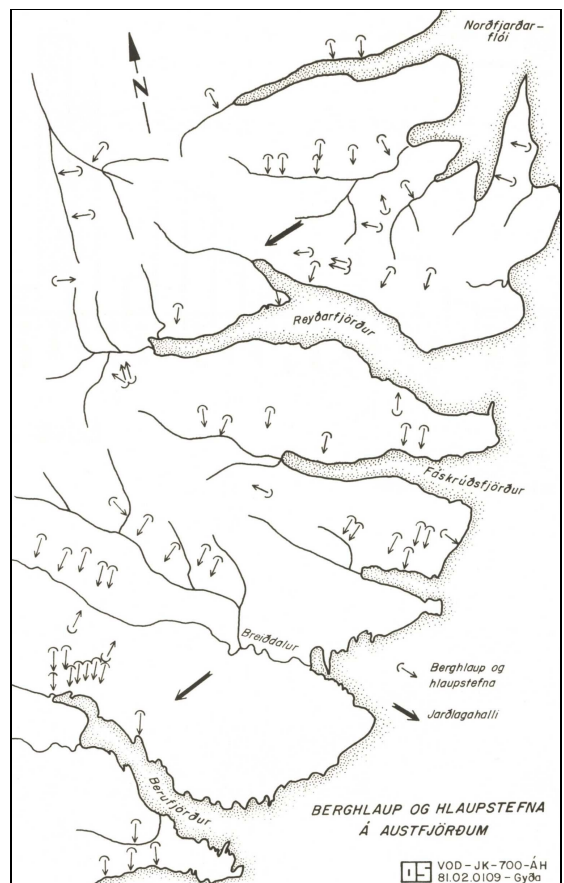 Norðfjarðar-
flói
N
Reyðarfjörður
Fáskrúðsfjörður
Breiðdalur
Berghlaup og
hlaupstefna
Jarðlagahalli
Berufjörður
BERGHLAUP OG HLAUPSTEFNA
Á AUSTFJÖRÐUM
OS VOD-JK-700-ÁH
81.02.0109-Gyða